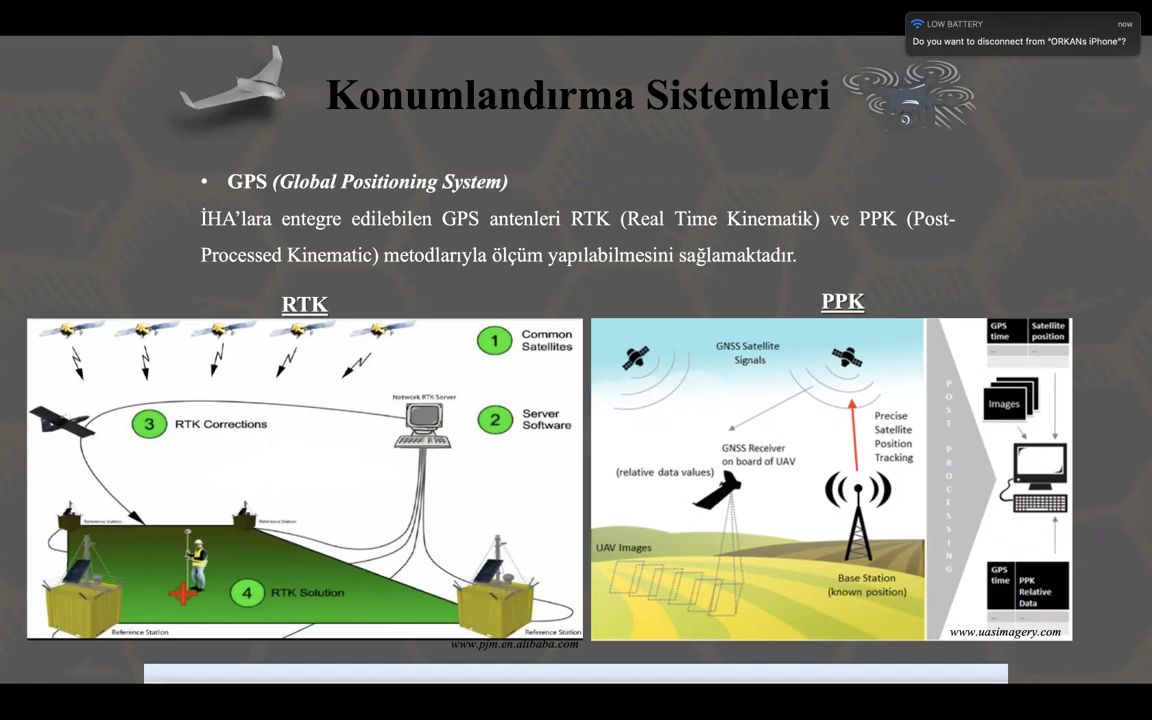 LOW BATTERY
now
Do you want to disconnect from “ORKANs iPhone”?
Konumlandırma Sistemleri
• GPS (Global Positioning System)
İHA’lara entegre edilebilen GPS antenleri RTK (Real Time Kinematik) ve PPK (Post-
Processed Kinematic) metodlarıyla ölçüm yapılabilmesini sağlamaktadır.
RTK
1 Common
Satellites
Network RTK Server
2 Server
Software
3 RTK Corrections
Reference Station
Reference Station
4 RTK Solution
Reference Station
Reference Station
www.pjm.en.alibaba.com
PPK
GNSS Satellite
Signals
Precise
Satellite
Position
Tracking
GNSS Receiver
on board of UAV
(relative data values)
UAV Images
Base Station
(known position)
POST PROCESSING
GPS
time
Satellite
position
...
...
Images
GPS
time
PPK
Relative
Data
...
...
www.uasimagery.com